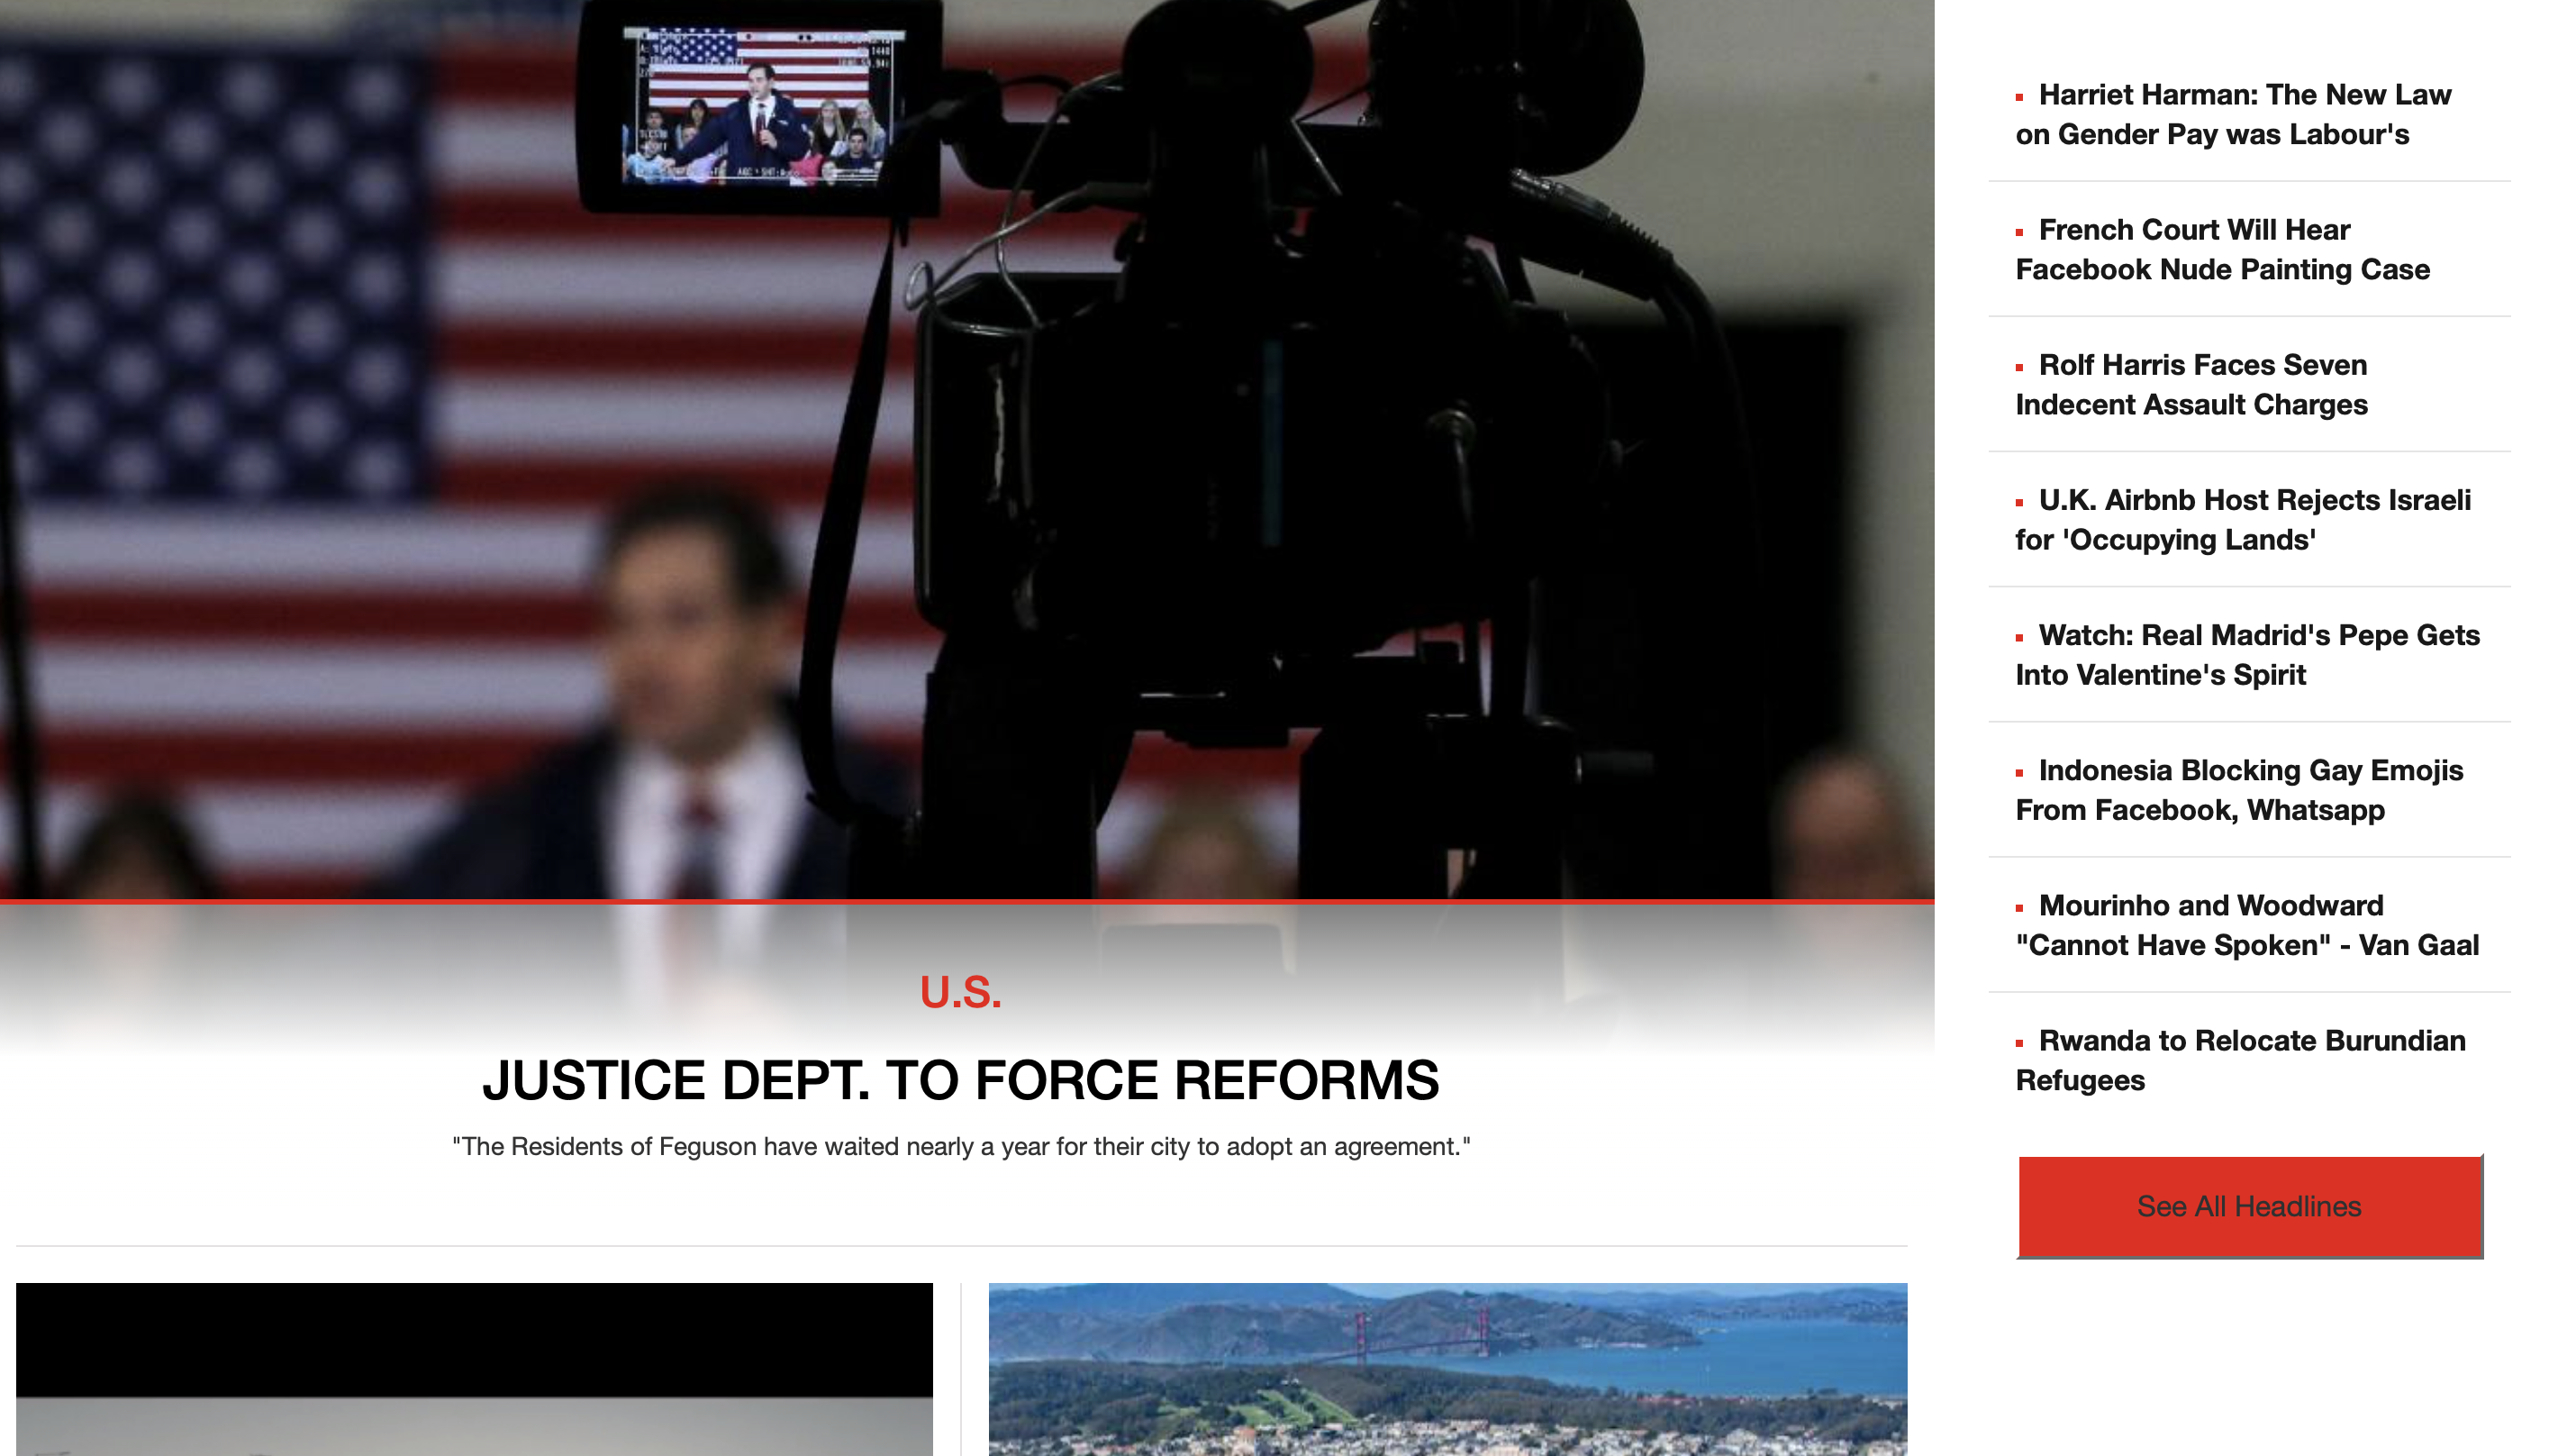 U.S.
JUSTICE DEPT. TO FORCE REFORMS
"The Residents of Feguson have waited nearly a year for their city to adopt an agreement."
Harriet Harman: The New Law
on Gender Pay was Labour's
French Court Will Hear
Facebook Nude Painting Case
Rolf Harris Faces Seven
Indecent Assault Charges
U.K. Airbnb Host Rejects Israeli
for 'Occupying Lands'
Watch: Real Madrid's Pepe Gets
Into Valentine's Spirit
Indonesia Blocking Gay Emojis
From Facebook, Whatsapp
Mourinho and Woodward
"Cannot Have Spoken" - Van Gaal
Rwanda to Relocate Burundian
Refugees
See All Headlines